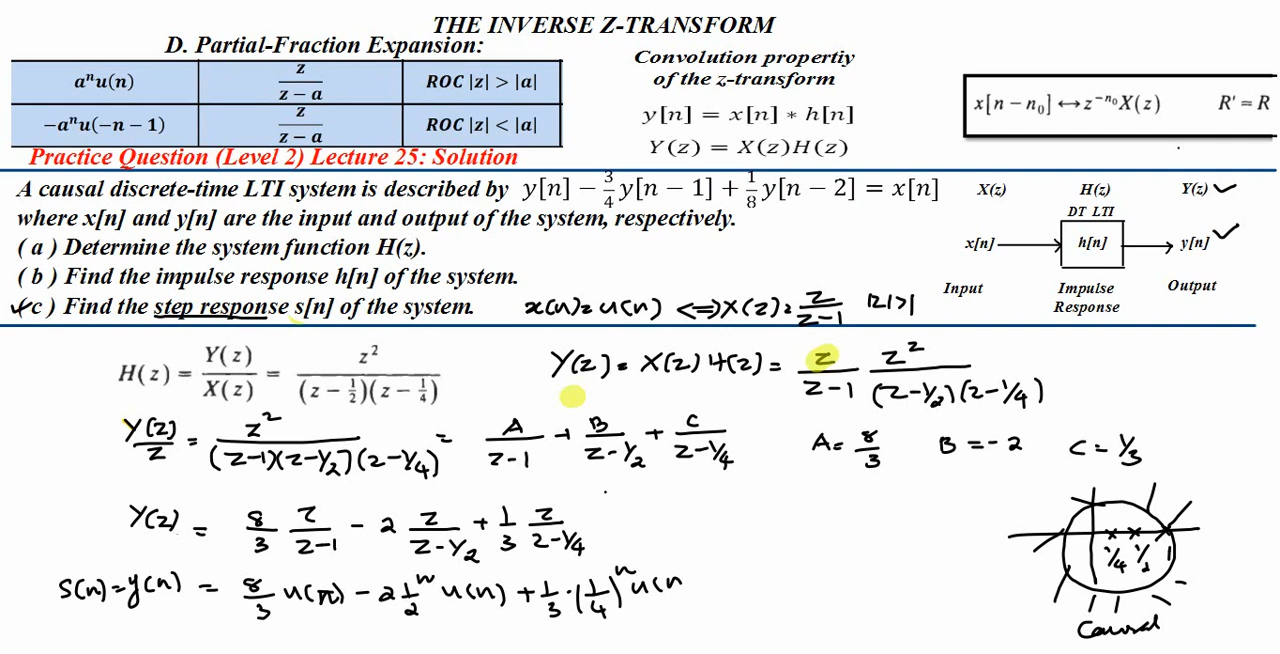 THE INVERSE Z-TRANSFORM
D. Partial-Fraction Expansion:
aⁿu(n) z/(z − a) ROC |z| > |a|
−aⁿu(−n − 1) z/(z − a) ROC |z| < |a|
Convolution propertiy
of the z-transform
y[n] = x[n] ∗ h[n]
Y(z) = X(z)H(z)
x[n − n₀] ↔ z^(−n₀)X(z) R' = R
Practice Question (Level 2) Lecture 25: Solution
A causal discrete-time LTI system is described by y[n] − 3/4 y[n − 1] + 1/8 y[n − 2] = x[n]
where x[n] and y[n] are the input and output of the system, respectively.
( a ) Determine the system function H(z).
( b ) Find the impulse response h[n] of the system.
( c ) Find the step response s[n] of the system.
x(n) = u(n) ⟺ X(z) = z/(z−1) |z|>1
X(z) H(z) Y(z) ✓
DT LTI
x[n] h[n] y[n] ✓
Input Impulse Output
Response
H(z) = Y(z)/X(z) = z²/((z − 1/2)(z − 1/4))
Y(z) = X(z) H(z) = z/(z−1) z²/((z−1/2)(z−1/4))
Y(z)/z = z²/((z−1)(z−1/2)(z−1/4)) = A/(z−1) + B/(z−1/2) + C/(z−1/4)
A = 8/3 B = −2 C = 1/3
Y(z) = 8/3 z/(z−1) − 2 z/(z−1/2) + 1/3 z/(z−1/4)
S(n) = y(n) = 8/3 u(n) − 2 1/2ⁿ u(n) + 1/3 · (1/4)ⁿ u(n
1/4 1/2 1
Causal